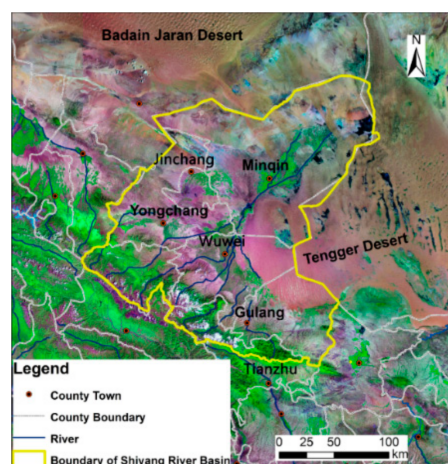 Badain Jaran Desert
N
Jinchang
Minqin
Yongchang
Wuwei
Tengger Desert
Gulang
Tianzhu
Legend
County Town
County Boundary
River
Boundary of Shiyang River Basin
0 25 50 100
km